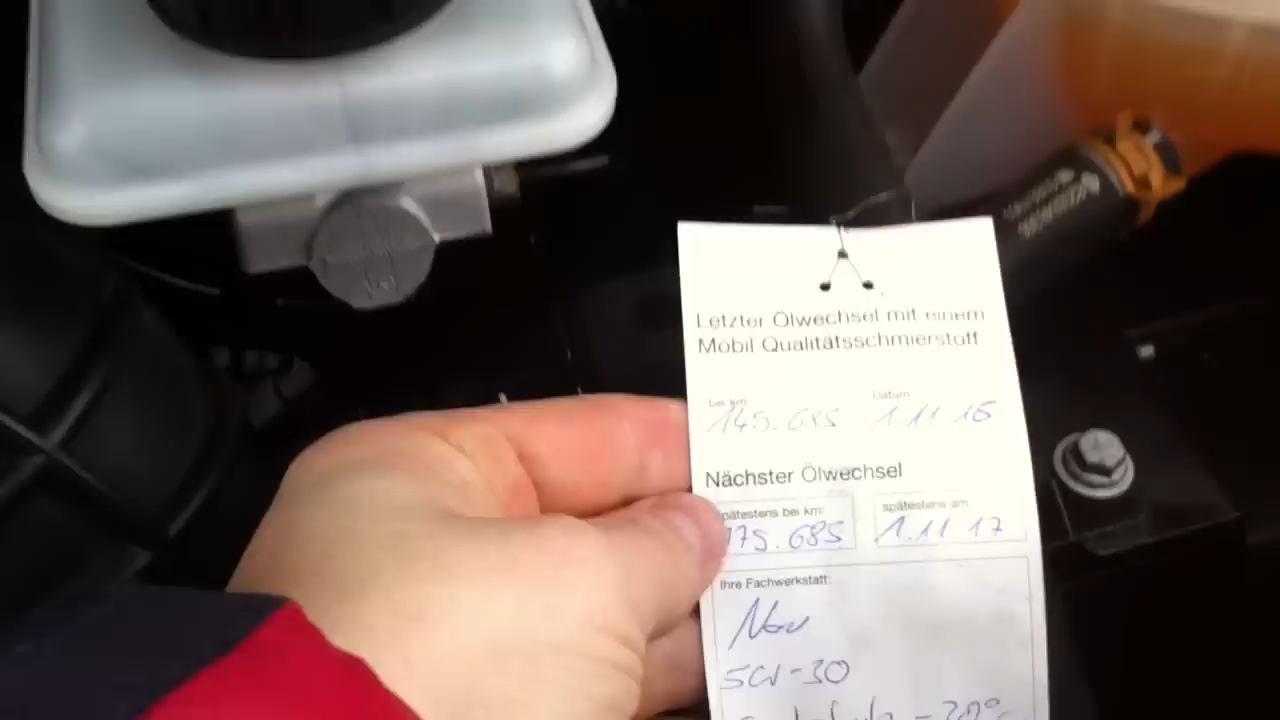 Letzter Ölwechsel mit einem
Mobil Qualitätsschmierstoff
bei km Datum
145.685 1.11 16
Nächster Ölwechsel
spätestens bei km: spätestens am
175.685 1.11 17
Ihre Fachwerkstatt:
5W-30